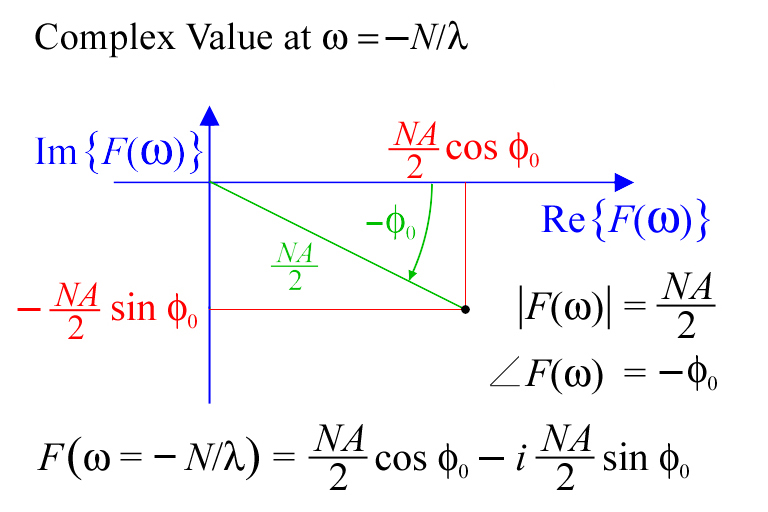 Complex Value at ω = −N/λ
Im{F(ω)}
NA/2 cos ϕ₀
Re{F(ω)}
−ϕ₀
NA/2
− NA/2 sin ϕ₀
|F(ω)| = NA/2
∠F(ω) = −ϕ₀
F(ω = − N/λ) = NA/2 cos ϕ₀ − i NA/2 sin ϕ₀